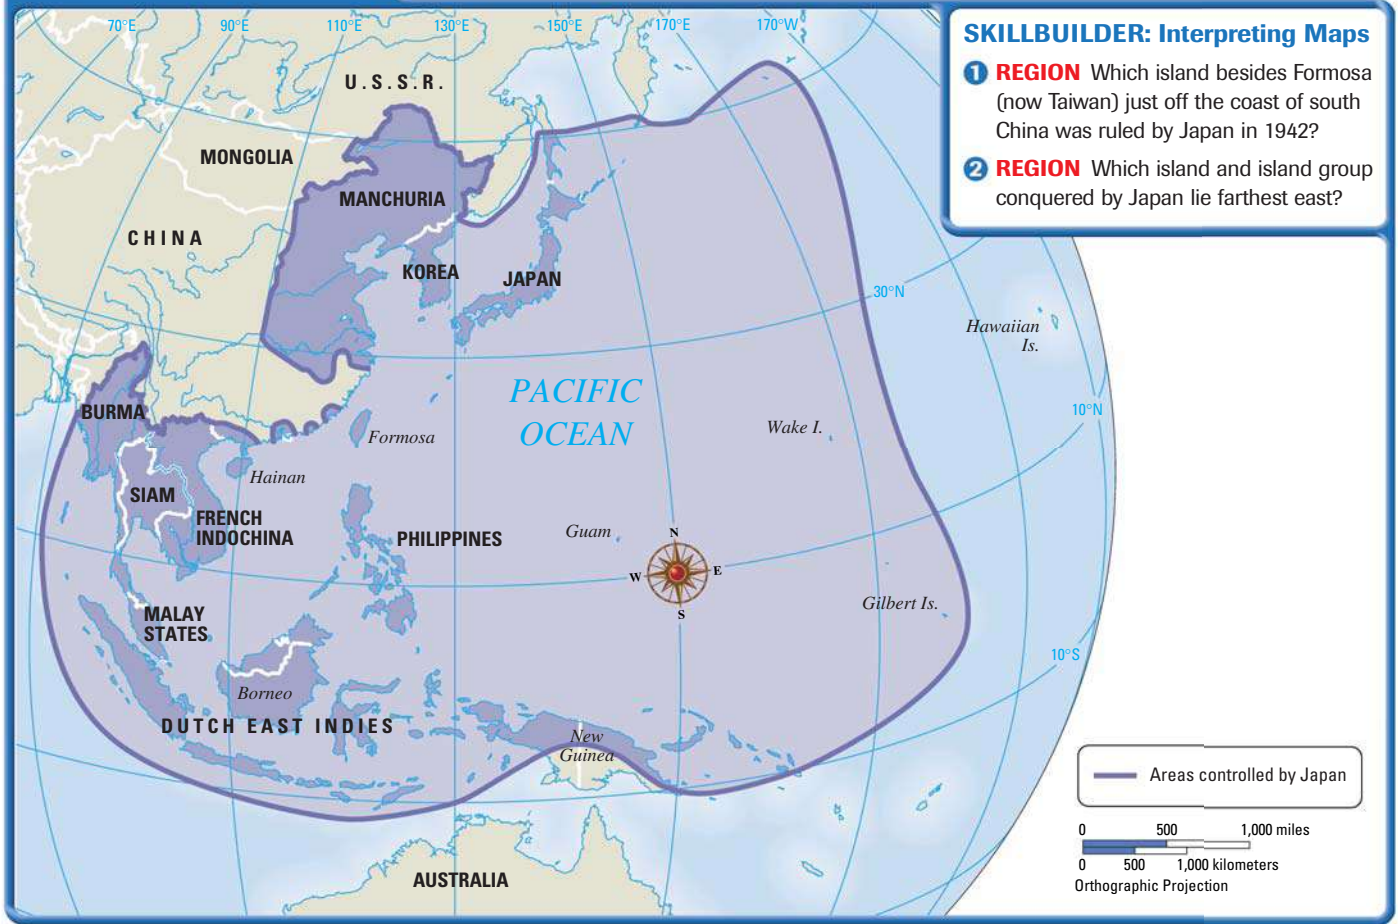 70°E
90°E
110°E
130°E
150°E
170°E
170°W
SKILLBUILDER: Interpreting Maps
1 REGION Which island besides Formosa
(now Taiwan) just off the coast of south
China was ruled by Japan in 1942?
2 REGION Which island and island group
conquered by Japan lie farthest east?
U.S.S.R.
MONGOLIA
MANCHURIA
CHINA
KOREA
JAPAN
30°N
Hawaiian
Is.
PACIFIC
OCEAN
10°N
BURMA
Formosa
Wake I.
Hainan
SIAM
FRENCH
INDOCHINA
PHILIPPINES
Guam
N
W
E
S
Gilbert Is.
MALAY
STATES
10°S
Borneo
DUTCH EAST INDIES
New
Guinea
Areas controlled by Japan
0 500 1,000 miles
0 500 1,000 kilometers
Orthographic Projection
AUSTRALIA